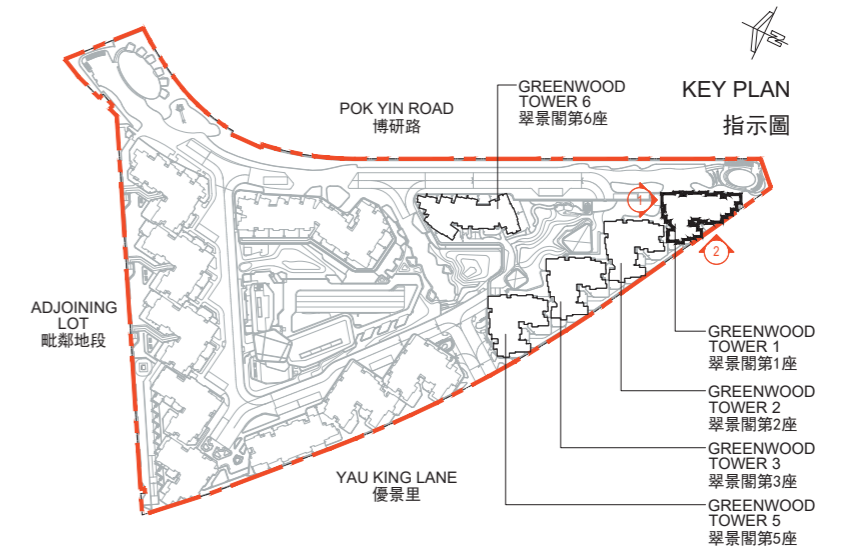 N
KEY PLAN
指示圖
GREENWOOD
TOWER 6
翠景閣第6座
POK YIN ROAD
博研路
1
2
ADJOINING
LOT
毗鄰地段
GREENWOOD
TOWER 1
翠景閣第1座
GREENWOOD
TOWER 2
翠景閣第2座
GREENWOOD
TOWER 3
翠景閣第3座
YAU KING LANE
優景里
GREENWOOD
TOWER 5
翠景閣第5座